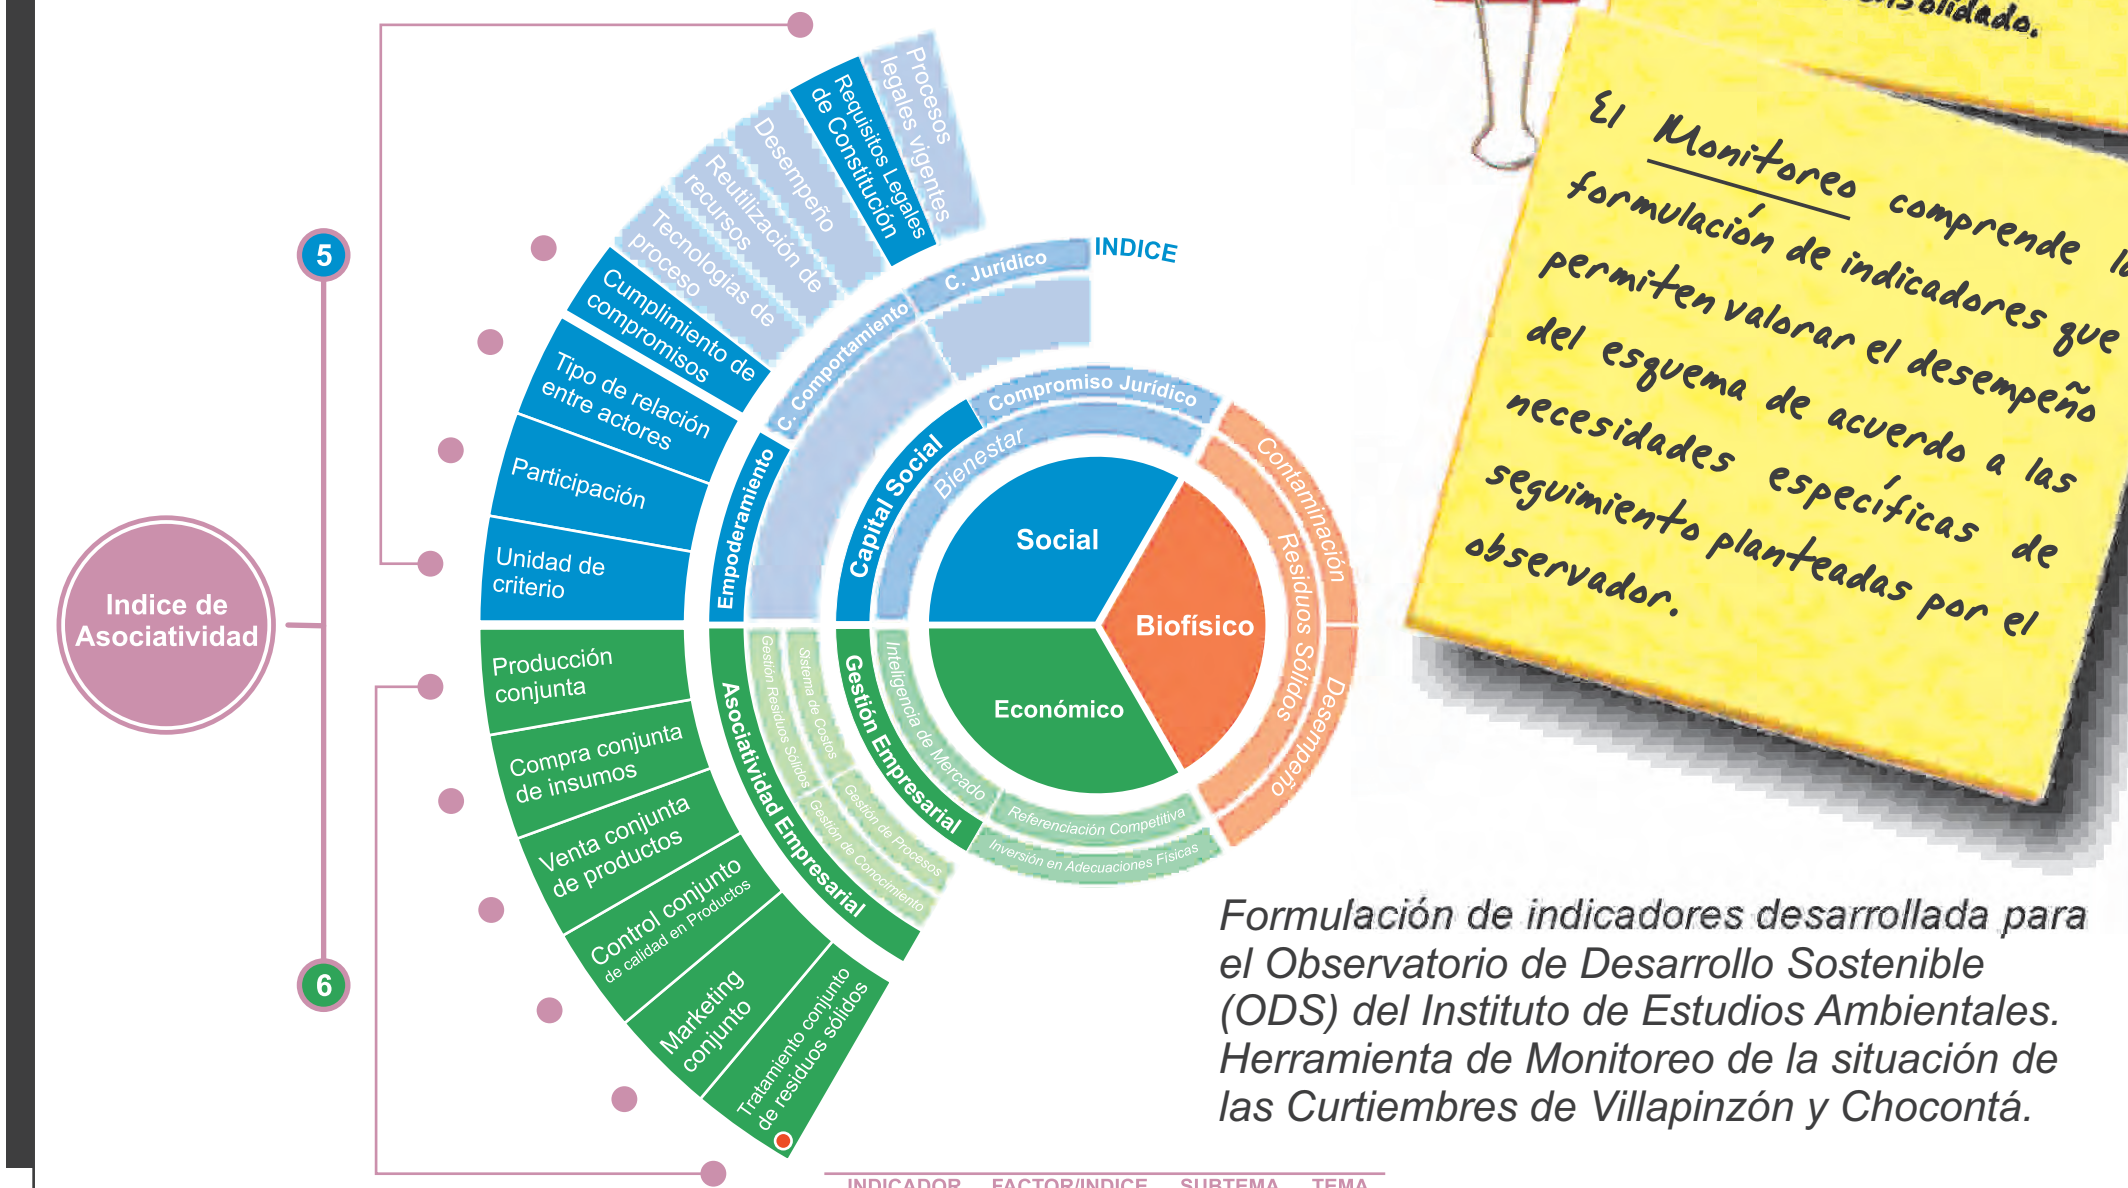 Procesos
legales vigentes
Requisitos Legales
de Constitución
Desempeño
Reutilización de
recursos
Tecnologías de
proceso
Cumplimiento de
compromisos
Tipo de relación
entre actores
Participación
Unidad de
criterio
Producción
conjunta
Compra conjunta
de insumos
Venta conjunta
de productos
Control conjunto
de calidad en Productos
Marketing
conjunto
Tratamiento conjunto
de residuos sólidos
5
Indice de
Asociatividad
6
INDICE
C. Jurídico
C. Comportamiento
Empoderamiento
Asociatividad Empresarial
Gestión Residuos Sólidos
Sistema de Costos
Gestión de Procesos
Gestión de Conocimiento
Compromiso Jurídico
Capital Social
Bienestar
Gestión Empresarial
Inteligencia de Mercado
Referenciación Competitiva
Inversión en Adecuaciones Físicas
Contaminación
Residuos Sólidos
Desempeño
Social
Biofísico
Económico
El Monitoreo comprende
formulación de indicadores que
permiten valorar el desempeño
del esquema de acuerdo a las
necesidades específicas de
seguimiento planteadas por el
observador.
Formulación de indicadores desarrollada para
el Observatorio de Desarrollo Sostenible
(ODS) del Instituto de Estudios Ambientales.
Herramienta de Monitoreo de la situación de
las Curtiembres de Villapinzón y Chocontá.
INDICADOR FACTOR/INDICE SUBTEMA TEMA